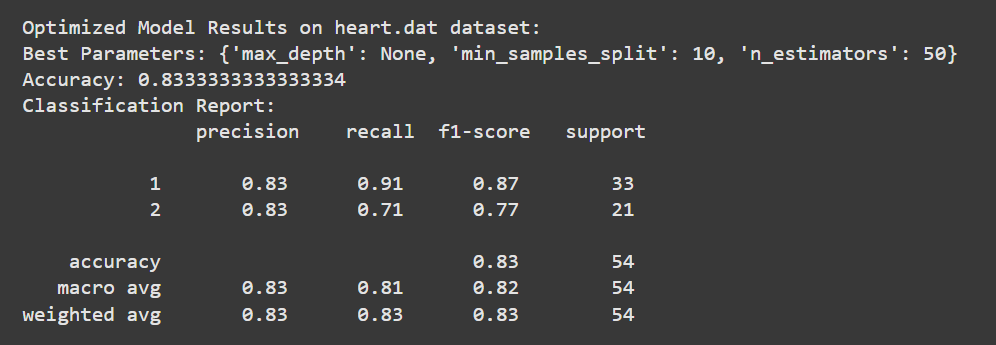 Optimized Model Results on heart.dat dataset:
Best Parameters: {'max_depth': None, 'min_samples_split': 10, 'n_estimators': 50}
Accuracy: 0.8333333333333334
Classification Report:
precision recall f1-score support
1 0.83 0.91 0.87 33
2 0.83 0.71 0.77 21
accuracy 0.83 54
macro avg 0.83 0.81 0.82 54
weighted avg 0.83 0.83 0.83 54